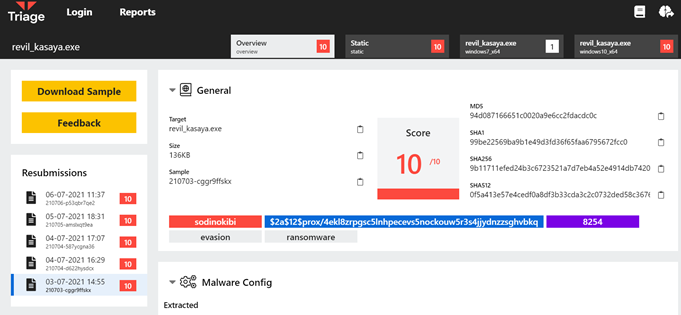 Triage
Login
Reports
revil_kasaya.exe
Overview
overview
10
Static
static
10
revil_kasaya.exe
windows7_x64
1
revil_kasaya.exe
windows10_x64
10
Download Sample
Feedback
Resubmissions
06-07-2021 11:37
210706-p53qbr7qe2
10
05-07-2021 18:31
210705-amsbqt9ea
10
04-07-2021 17:07
210704-587ycgna36
10
04-07-2021 16:29
210704-d622hysdcx
10
03-07-2021 14:55
210703-cggr9ffskx
10
General
Target
revil_kasaya.exe
Size
136KB
Sample
210703-cggr9ffskx
Score
10 /10
MD5
94d087166651c0020a9e6cc2fdacdc0c
SHA1
99be22569ba9b1e49d3fd36f65faa6795672fcc0
SHA256
9b11711efed24b3c6723521a7d7eb4a52e4914db7420
SHA512
0f5a413e57e4cedf0a8df3b33cda3c2c0732ded58c367
sodinokibi
$2a$12$prox/4ekl8zrpgsc5lnhpecevs5nockouw5r3s4jjydnzzsghvbkq
8254
evasion
ransomware
Malware Config
Extracted